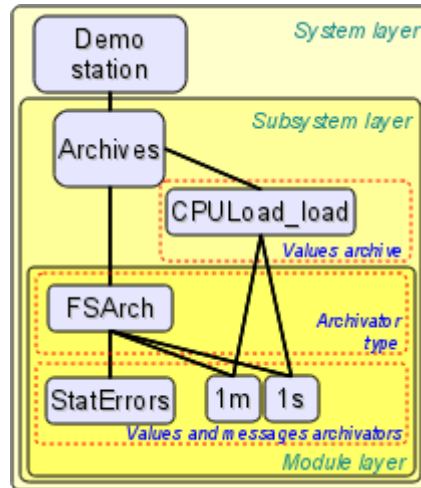 System layer
Demo
station
Subsystem layer
Archives
CPULoad_load
Values archive
FSArch
Archivator
type
StatErrors
1m
1s
Values and messages archivators
Module layer